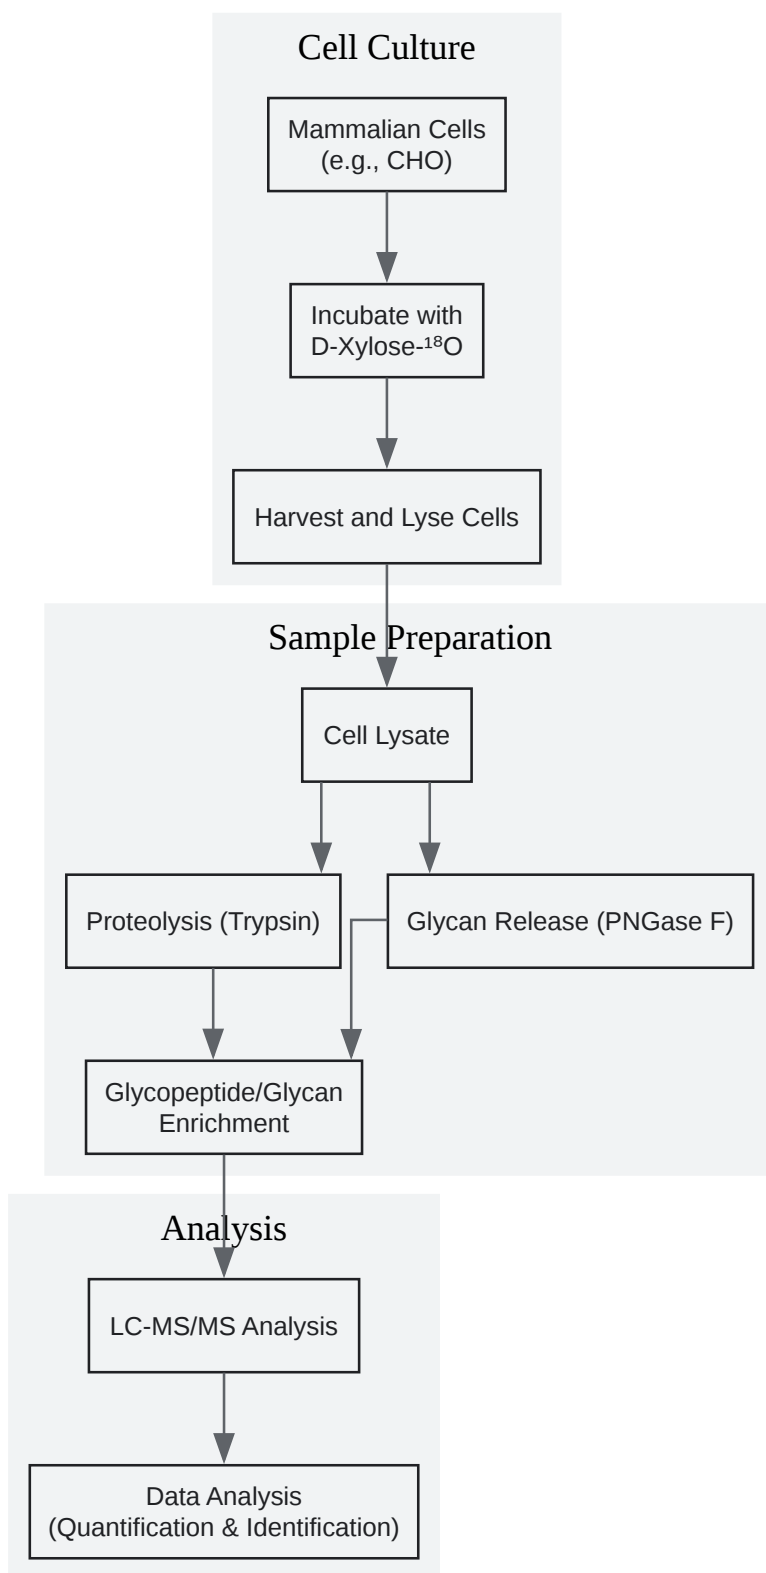 Cell Culture
Mammalian Cells
(e.g., CHO)
Incubate with
D-Xylose-¹⁸O
Harvest and Lyse Cells
Sample Preparation
Cell Lysate
Proteolysis (Trypsin)
Glycan Release (PNGase F)
Glycopeptide/Glycan
Enrichment
Analysis
LC-MS/MS Analysis
Data Analysis
(Quantification & Identification)